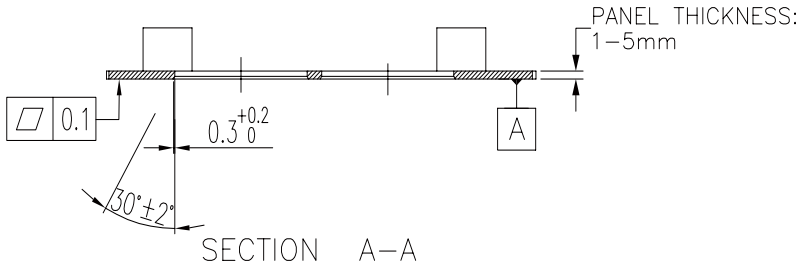 PANEL THICKNESS:
1-5mm
0.1
0.3 +0.2 0
A
30°±2°
SECTION A-A